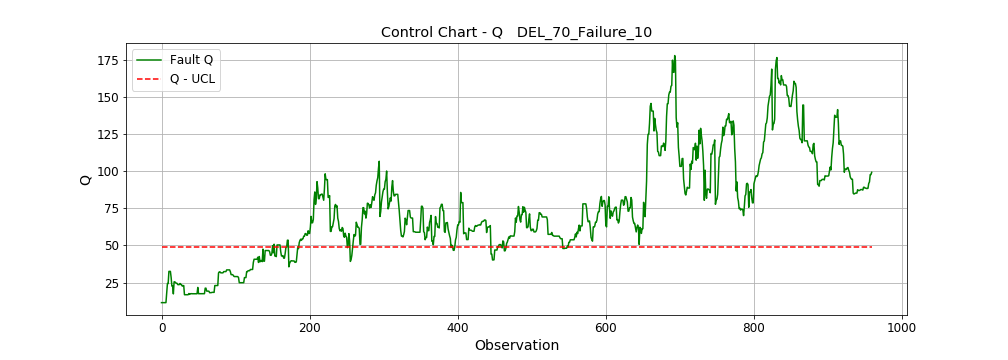 Control Chart - Q   DEL_70_Failure_10
Fault Q
Q - UCL
175
150
125
100
75
50
25
Q
0 200 400 600 800 1000
Observation